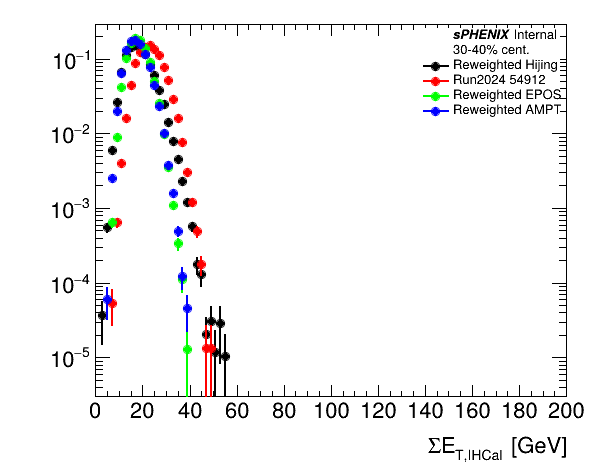 sPHENIX Internal
30-40% cent.
Reweighted Hijing
Run2024 54912
Reweighted EPOS
Reweighted AMPT
10⁻¹
10⁻²
10⁻³
10⁻⁴
10⁻⁵
0 20 40 60 80 100 120 140 160 180 200
ΣE_T,IHCal [GeV]